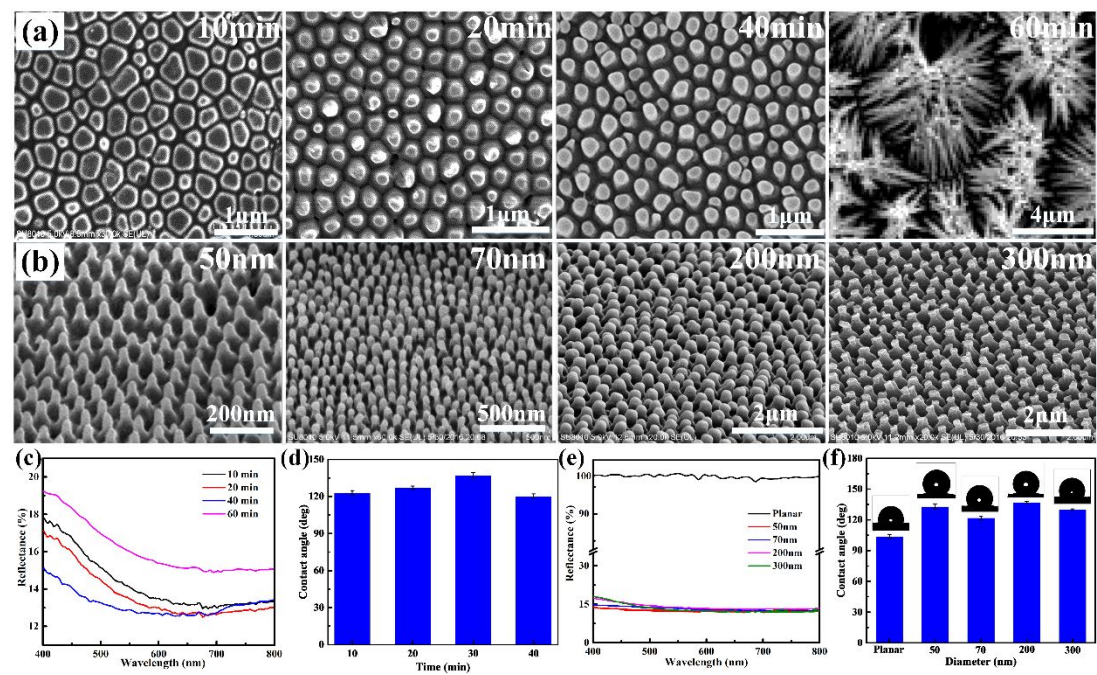 (a) 10min 20min 40min 60min
1μm 1μm 1μm 4μm
(b) 50nm 70nm 200nm 300nm
200nm 500nm 2μm 2μm
(c)
20
18
16
14
12
Reflectance (%)
10 min
20 min
40 min
60 min
400 500 600 700 800
Wavelength (nm)
(d)
150
120
90
60
30
0
Contact angle (deg)
10 20 30 40
Time (min)
(e)
100
90
45
30
15
0
Reflectance (%)
Planar
50nm
70nm
200nm
300nm
400 500 600 700 800
Wavelength (nm)
(f)
180
150
120
90
60
30
0
Contact angle (deg)
Planar 50 70 200 300
Diameter (nm)